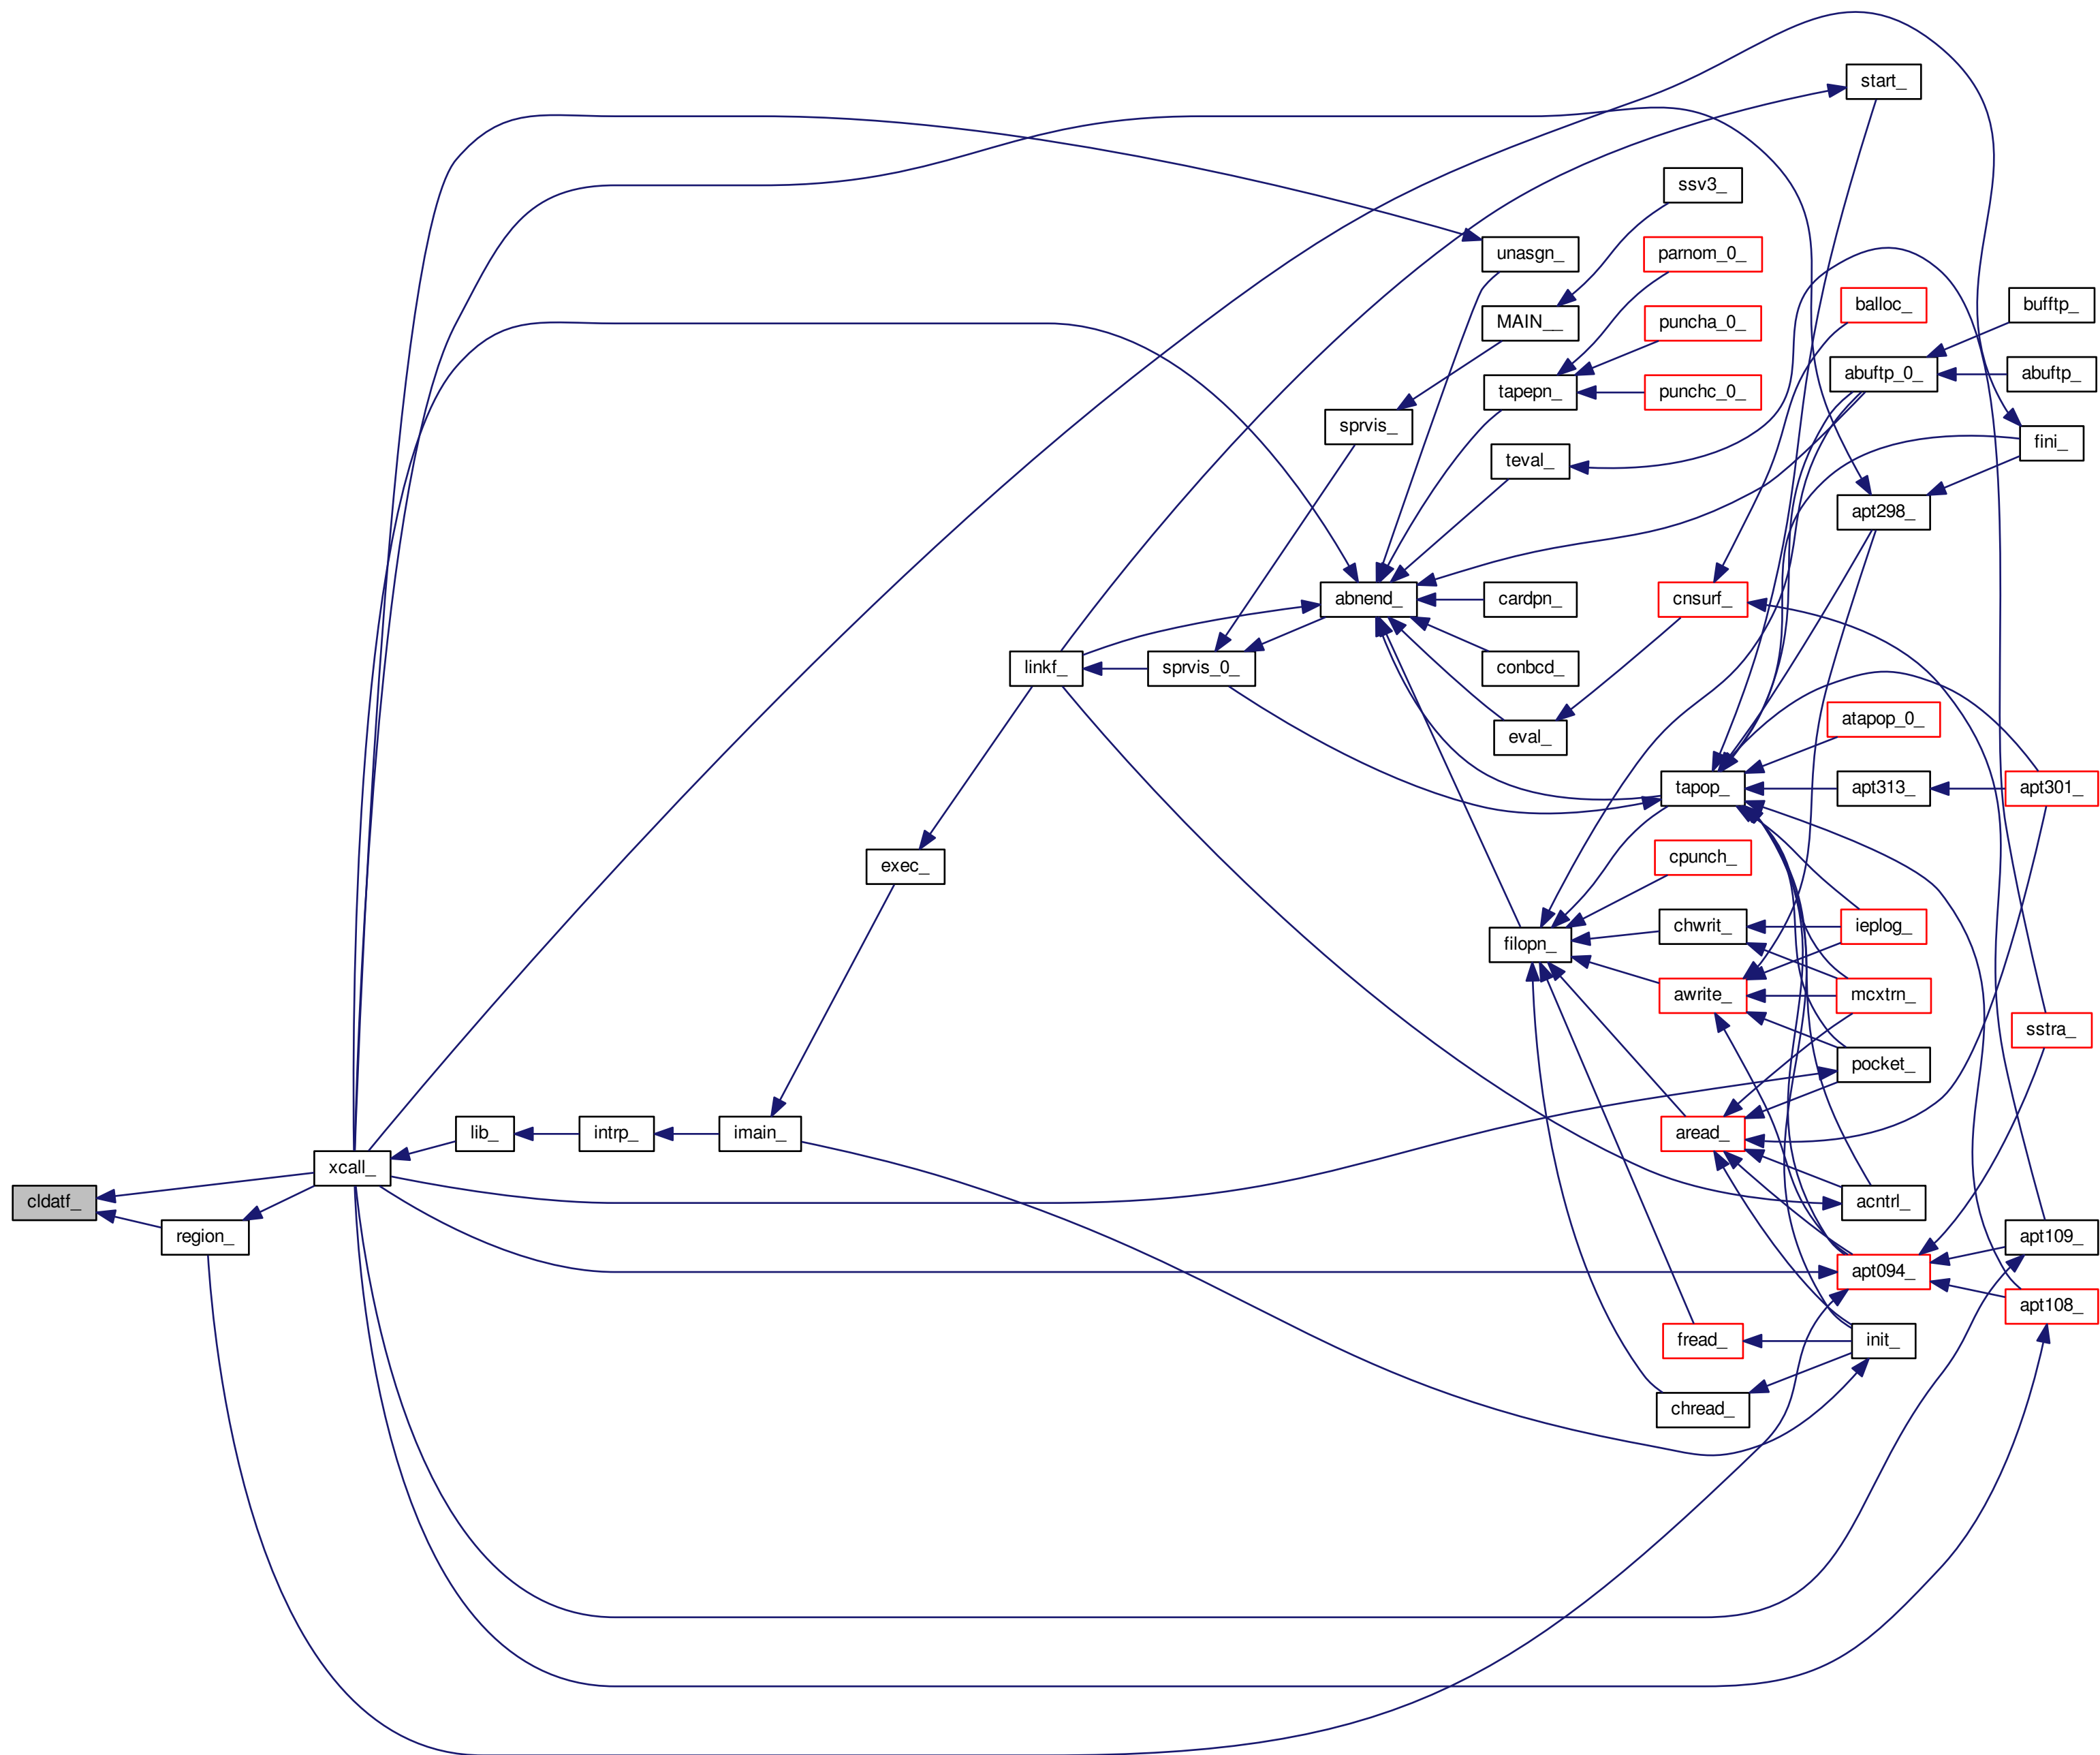 start_
ssv3_
unasgn_
parnom_0_
balloc_
bufftp_
MAIN__
puncha_0_
abuftp_0_
abuftp_
tapepn_
punchc_0_
sprvis_
fini_
teval_
apt298_
abnend_
cardpn_
cnsurf_
linkf_
sprvis_0_
conbcd_
atapop_0_
eval_
tapop_
apt313_
apt301_
exec_
cpunch_
filopn_
chwrit_
ieplog_
awrite_
mcxtrn_
sstra_
pocket_
lib_
intrp_
imain_
aread_
xcall_
cldatf_
acntrl_
region_
apt109_
apt094_
apt108_
fread_
init_
chread_